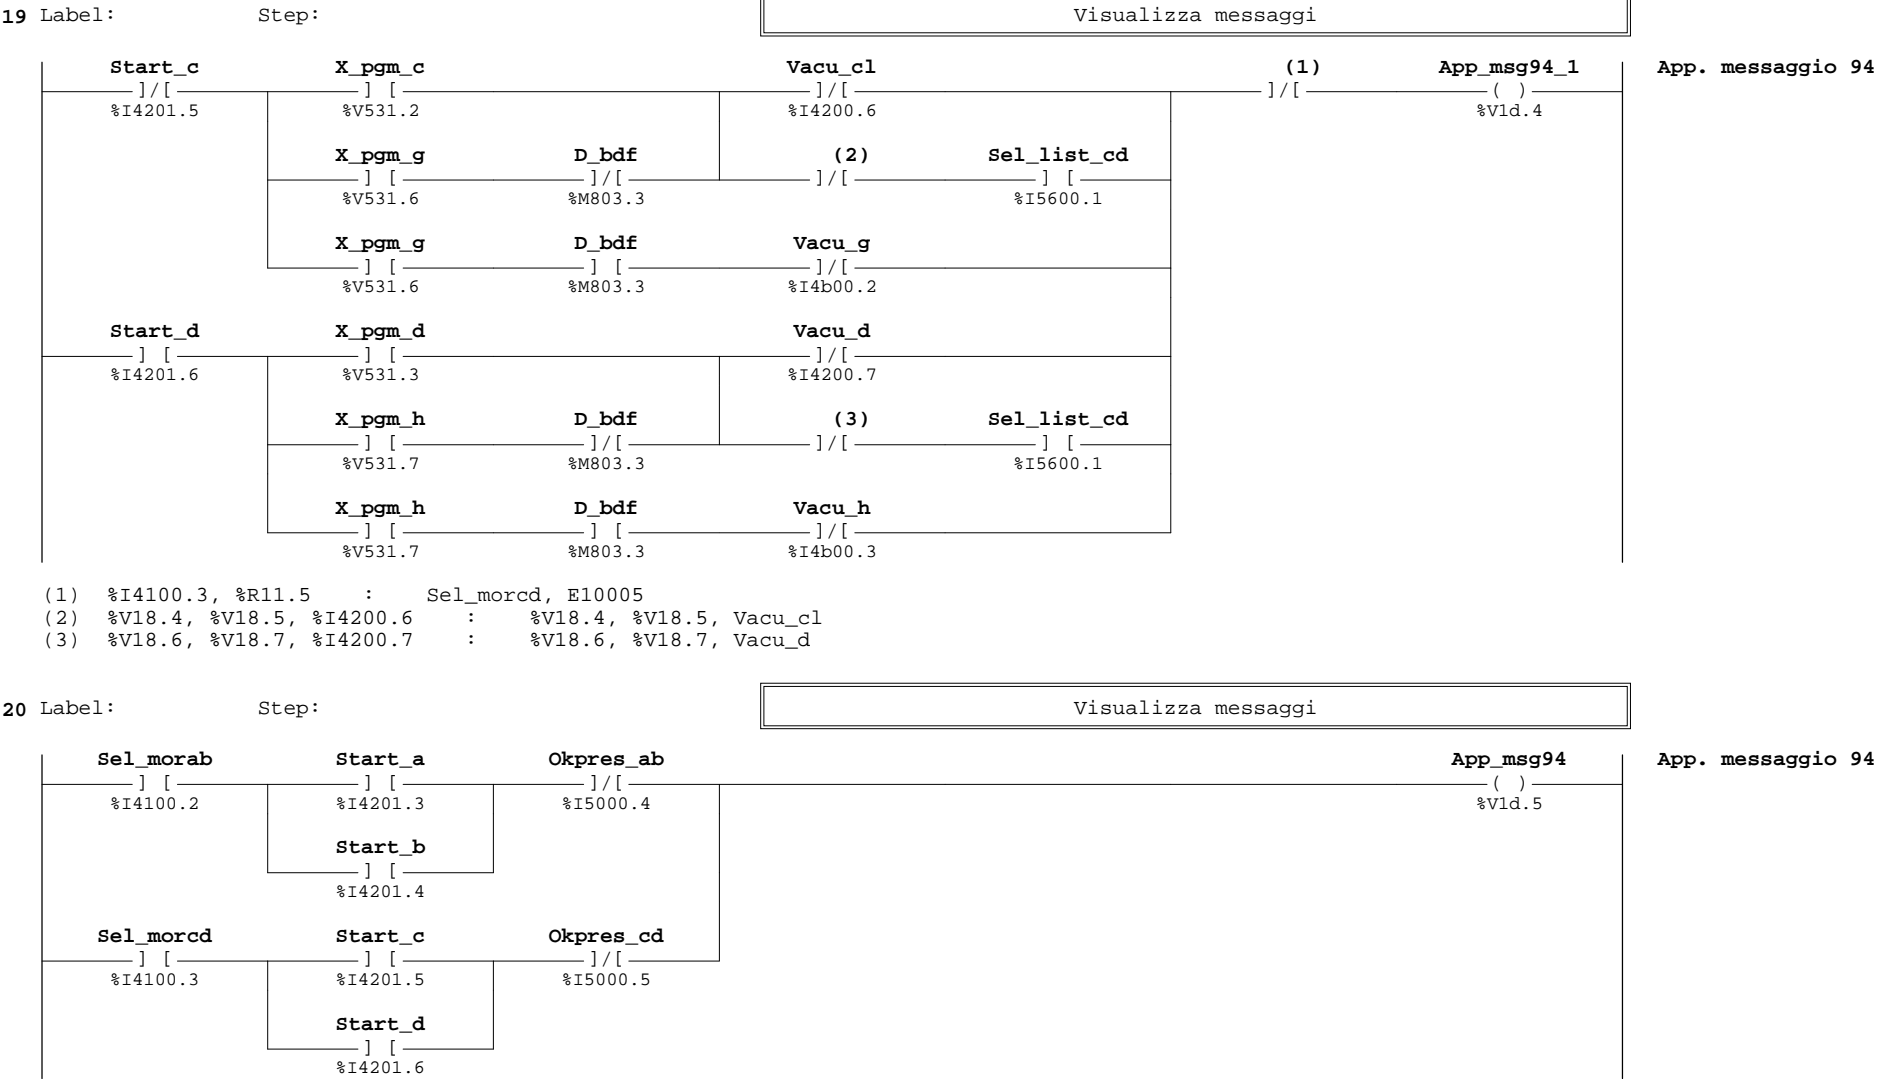 19 Label: Step: Visualizza messaggi
Start_c X_pgm_c Vacu_cl (1) App_msg94_1 App. messaggio 94
]/[ ] [ ]/[ ]/[ ( )
%I4201.5 %V531.2 %I4200.6 %V1d.4
X_pgm_g D_bdf (2) Sel_list_cd
] [ ]/[ ]/[ ] [
%V531.6 %M803.3 %I5600.1
X_pgm_g D_bdf Vacu_g
] [ ] [ ]/[
%V531.6 %M803.3 %I4b00.2
Start_d X_pgm_d Vacu_d
] [ ] [ ]/[
%I4201.6 %V531.3 %I4200.7
X_pgm_h D_bdf (3) Sel_list_cd
] [ ]/[ ]/[ ] [
%V531.7 %M803.3 %I5600.1
X_pgm_h D_bdf Vacu_h
] [ ] [ ]/[
%V531.7 %M803.3 %I4b00.3
(1) %I4100.3, %R11.5 : Sel_morcd, E10005
(2) %V18.4, %V18.5, %I4200.6 : %V18.4, %V18.5, Vacu_cl
(3) %V18.6, %V18.7, %I4200.7 : %V18.6, %V18.7, Vacu_d
20 Label: Step: Visualizza messaggi
Sel_morab Start_a Okpres_ab App_msg94 App. messaggio 94
] [ ] [ ]/[ ( )
%I4100.2 %I4201.3 %I5000.4 %V1d.5
Start_b
] [
%I4201.4
Sel_morcd Start_c Okpres_cd
] [ ] [ ]/[
%I4100.3 %I4201.5 %I5000.5
Start_d
] [
%I4201.6